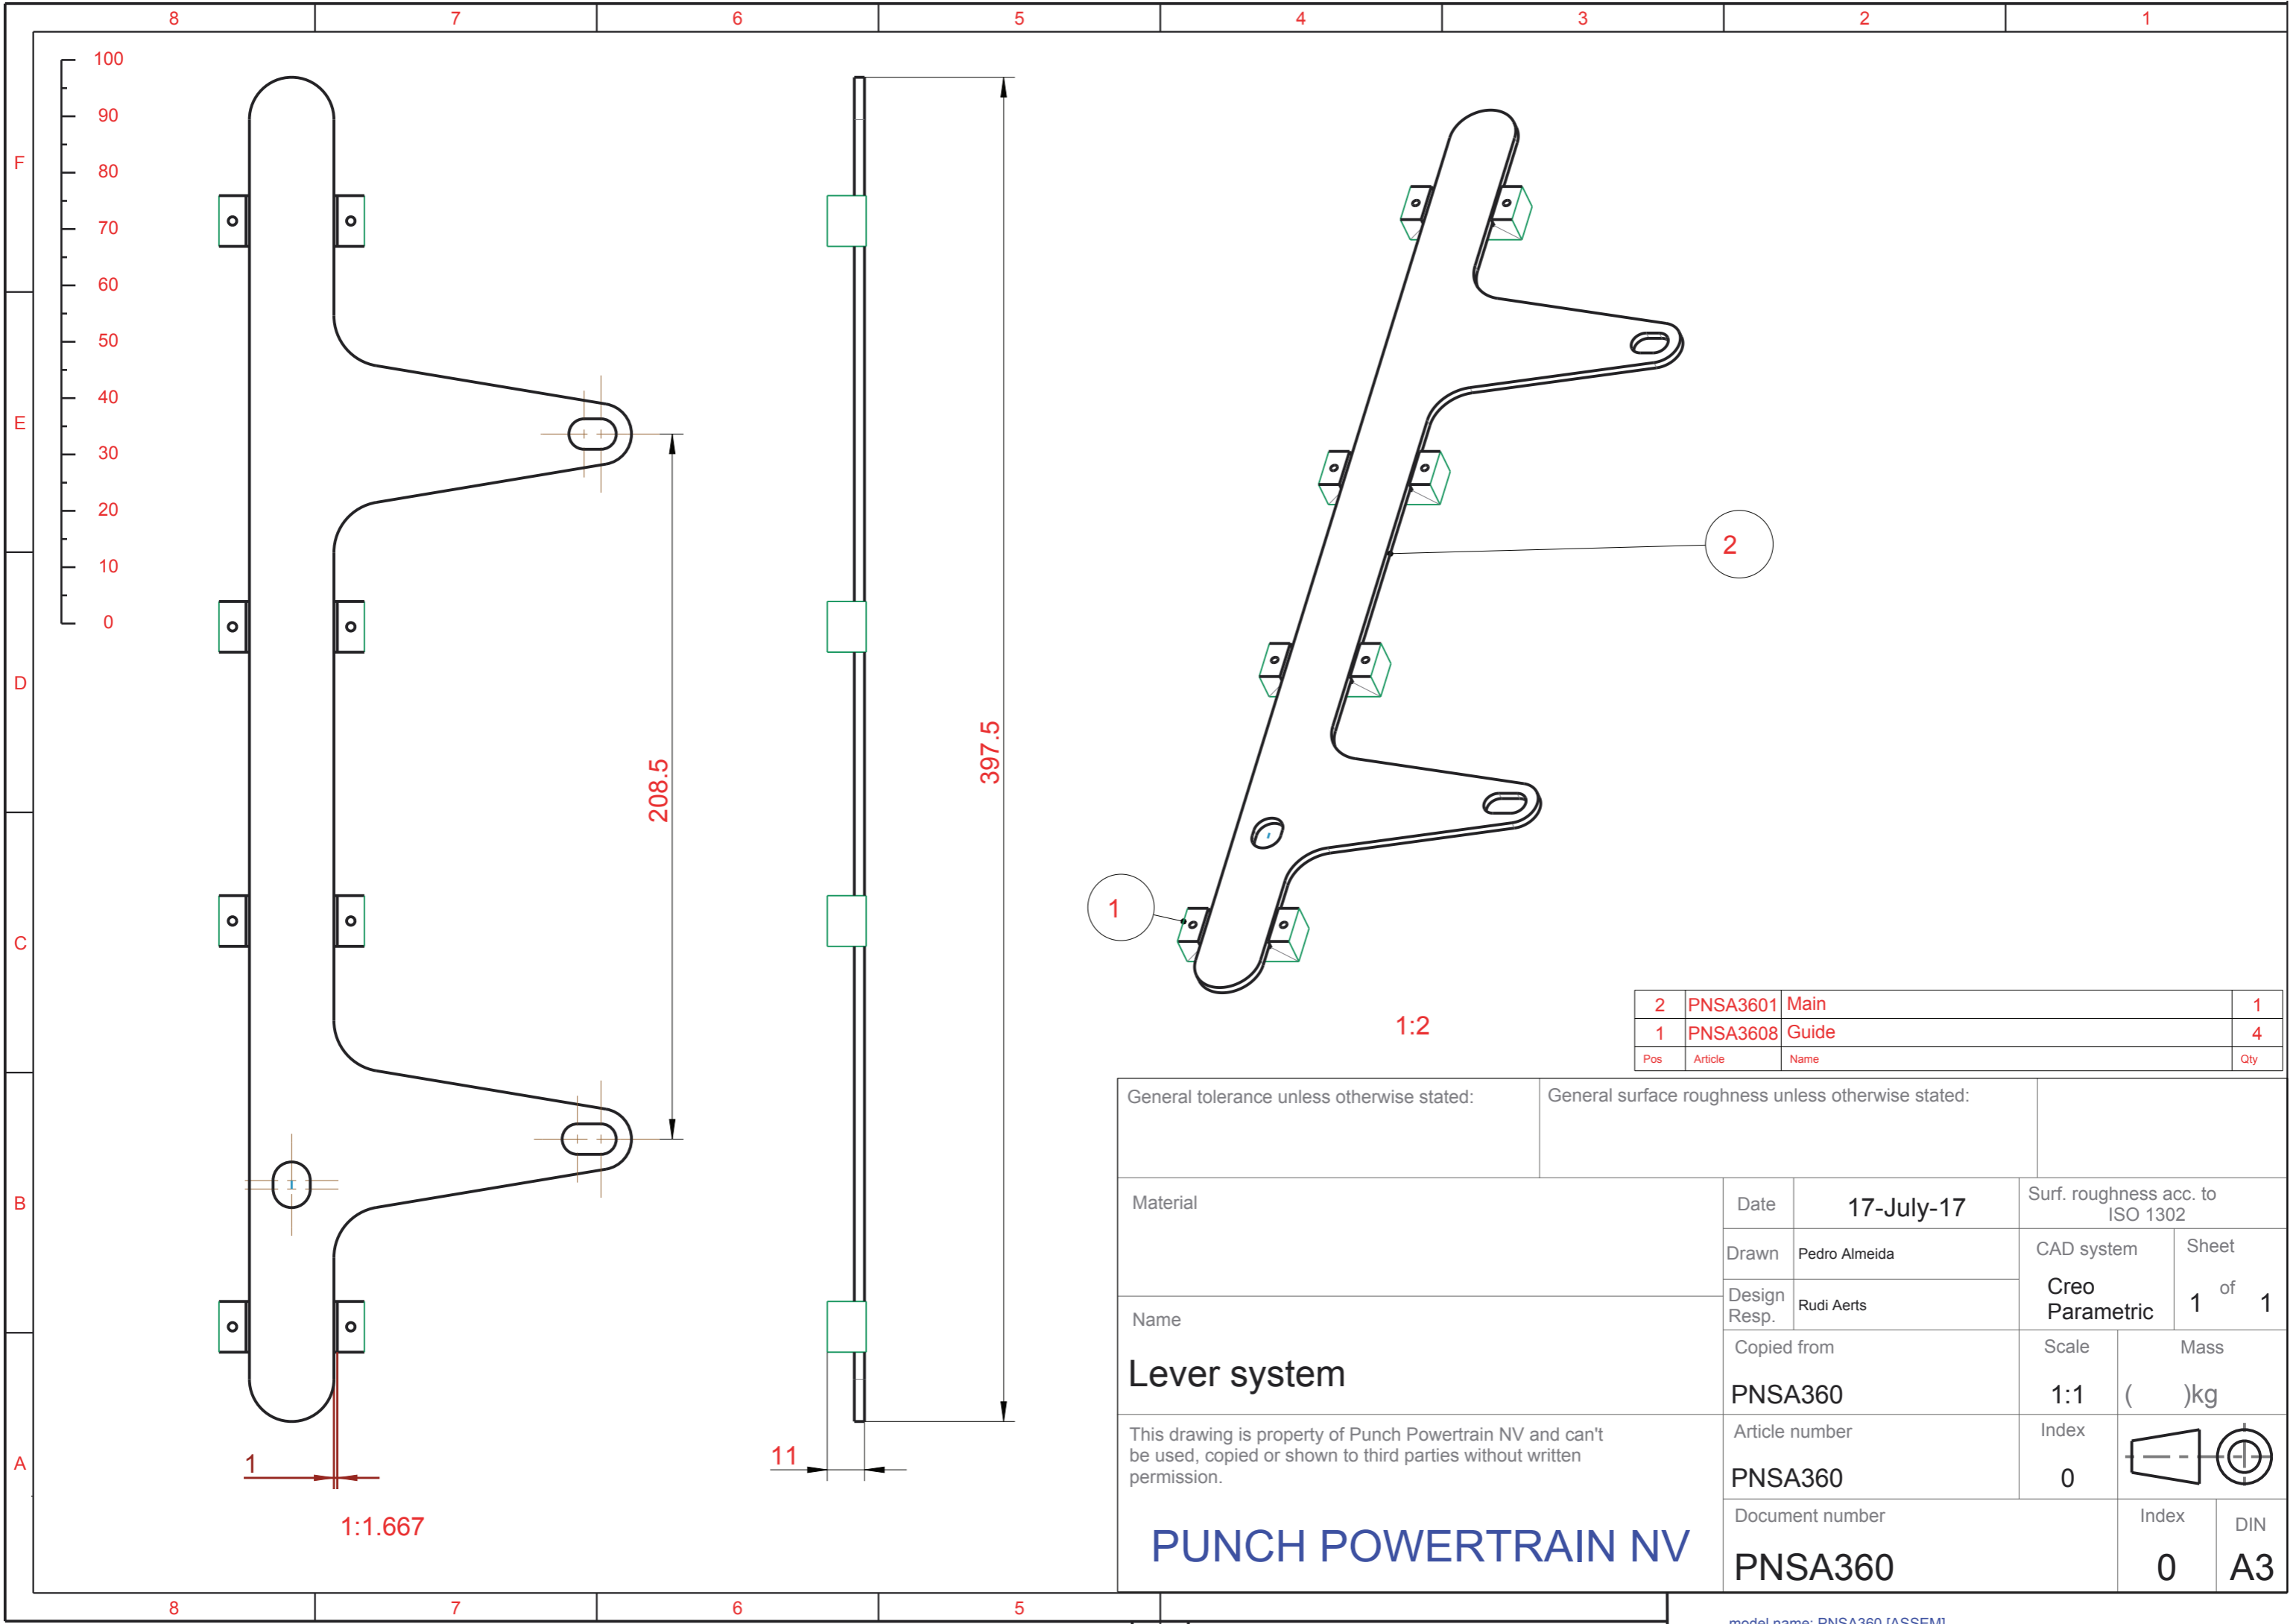 8 7 6 5 4 3 2 1
100
90
80
70
60
50
40
30
20
10
0
F
E
D
C
B
A
208.5
397.5
2
1
1:2
1
11
1:1.667
2 PNSA3601 Main 1
1 PNSA3608 Guide 4
Pos Article Name Qty
General tolerance unless otherwise stated:
General surface roughness unless otherwise stated:
Material
Date 17-July-17
Surf. roughness acc. to
ISO 1302
Drawn Pedro Almeida
CAD system
Creo
Parametric
Sheet
1 of 1
Design
Resp.
Rudi Aerts
Name
Lever system
Copied from
PNSA360
Scale
1:1
Mass
( )kg
This drawing is property of Punch Powertrain NV and can't
be used, copied or shown to third parties without written
permission.
Article number
PNSA360
Index
0
PUNCH POWERTRAIN NV
Document number
PNSA360
Index
0
DIN
A3
8 7 6 5
model name: PNSA360 [ASSEM]